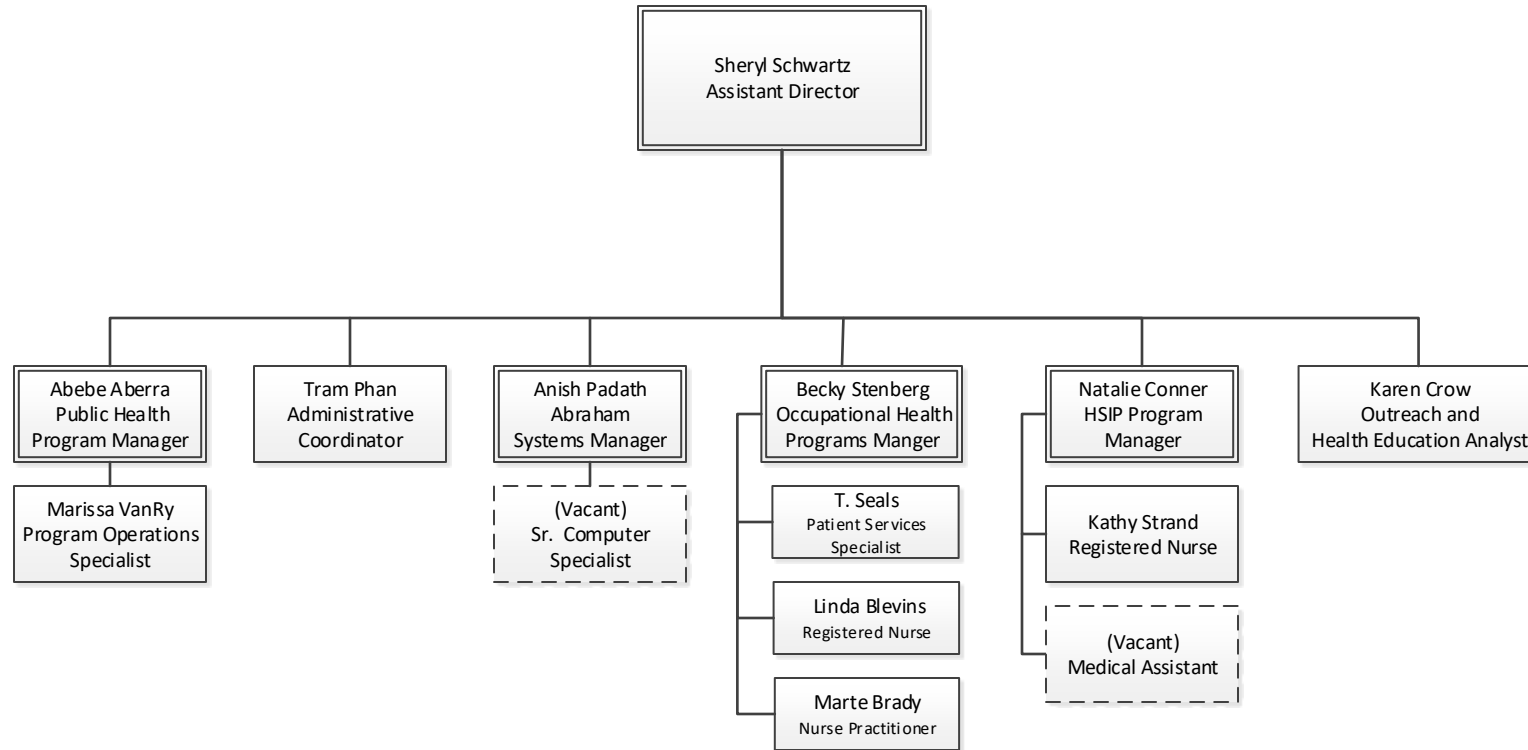 Sheryl Schwartz
Assistant Director
Abebe Aberra
Public Health
Program Manager
Tram Phan
Administrative
Coordinator
Anish Padath
Abraham
Systems Manager
Becky Stenberg
Occupational Health
Programs Manger
Natalie Conner
HSIP Program
Manager
Karen Crow
Outreach and
Health Education Analyst
Marissa VanRy
Program Operations
Specialist
(Vacant)
Sr. Computer
Specialist
T. Seals
Patient Services
Specialist
Linda Blevins
Registered Nurse
Marte Brady
Nurse Practitioner
Kathy Strand
Registered Nurse
(Vacant)
Medical Assistant